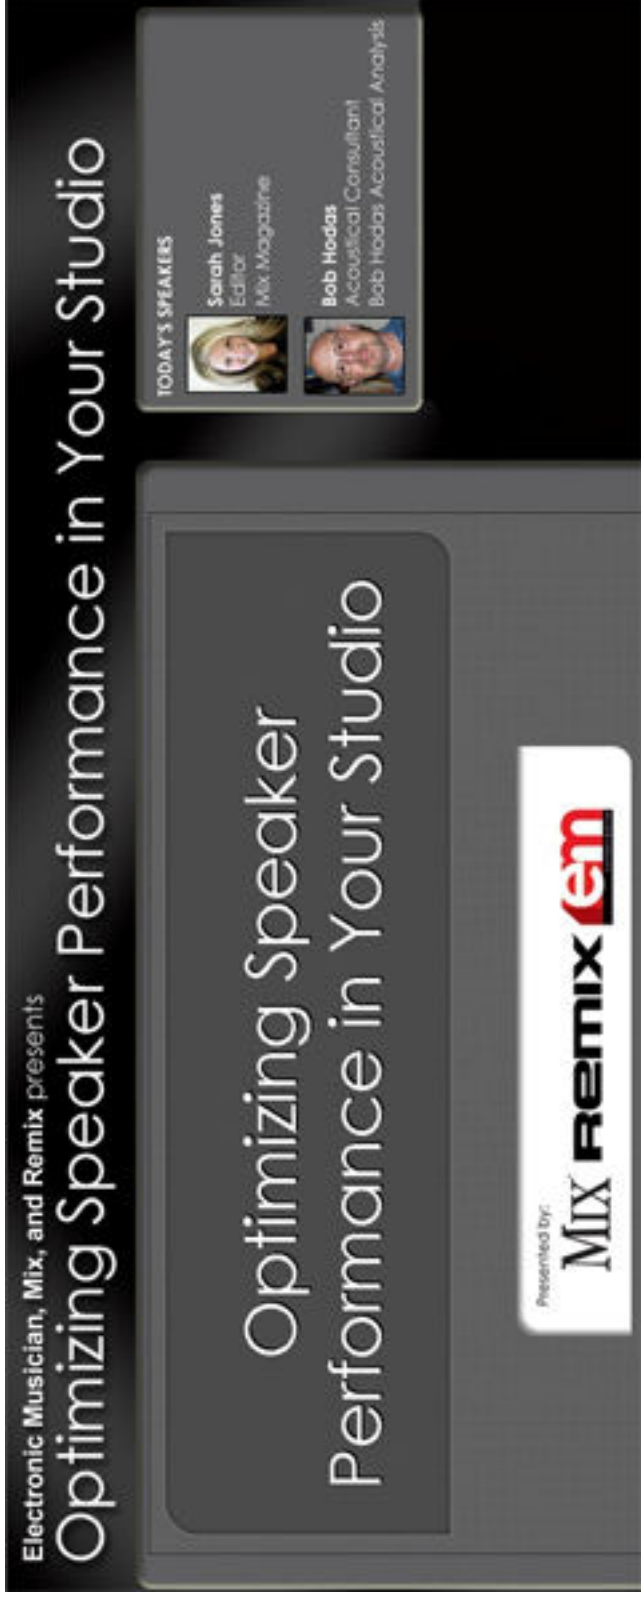 Electronic Musician, Mix, and Remix presents
Optimizing Speaker Performance in Your Studio
TODAY'S SPEAKERS
Sarah Jones
Editor
Mix Magazine
Bob Hodas
Acoustical Consultant
Bob Hodas Acoustical Analysis
Optimizing Speaker
Performance in Your Studio
Presented by:
MIX Remix em